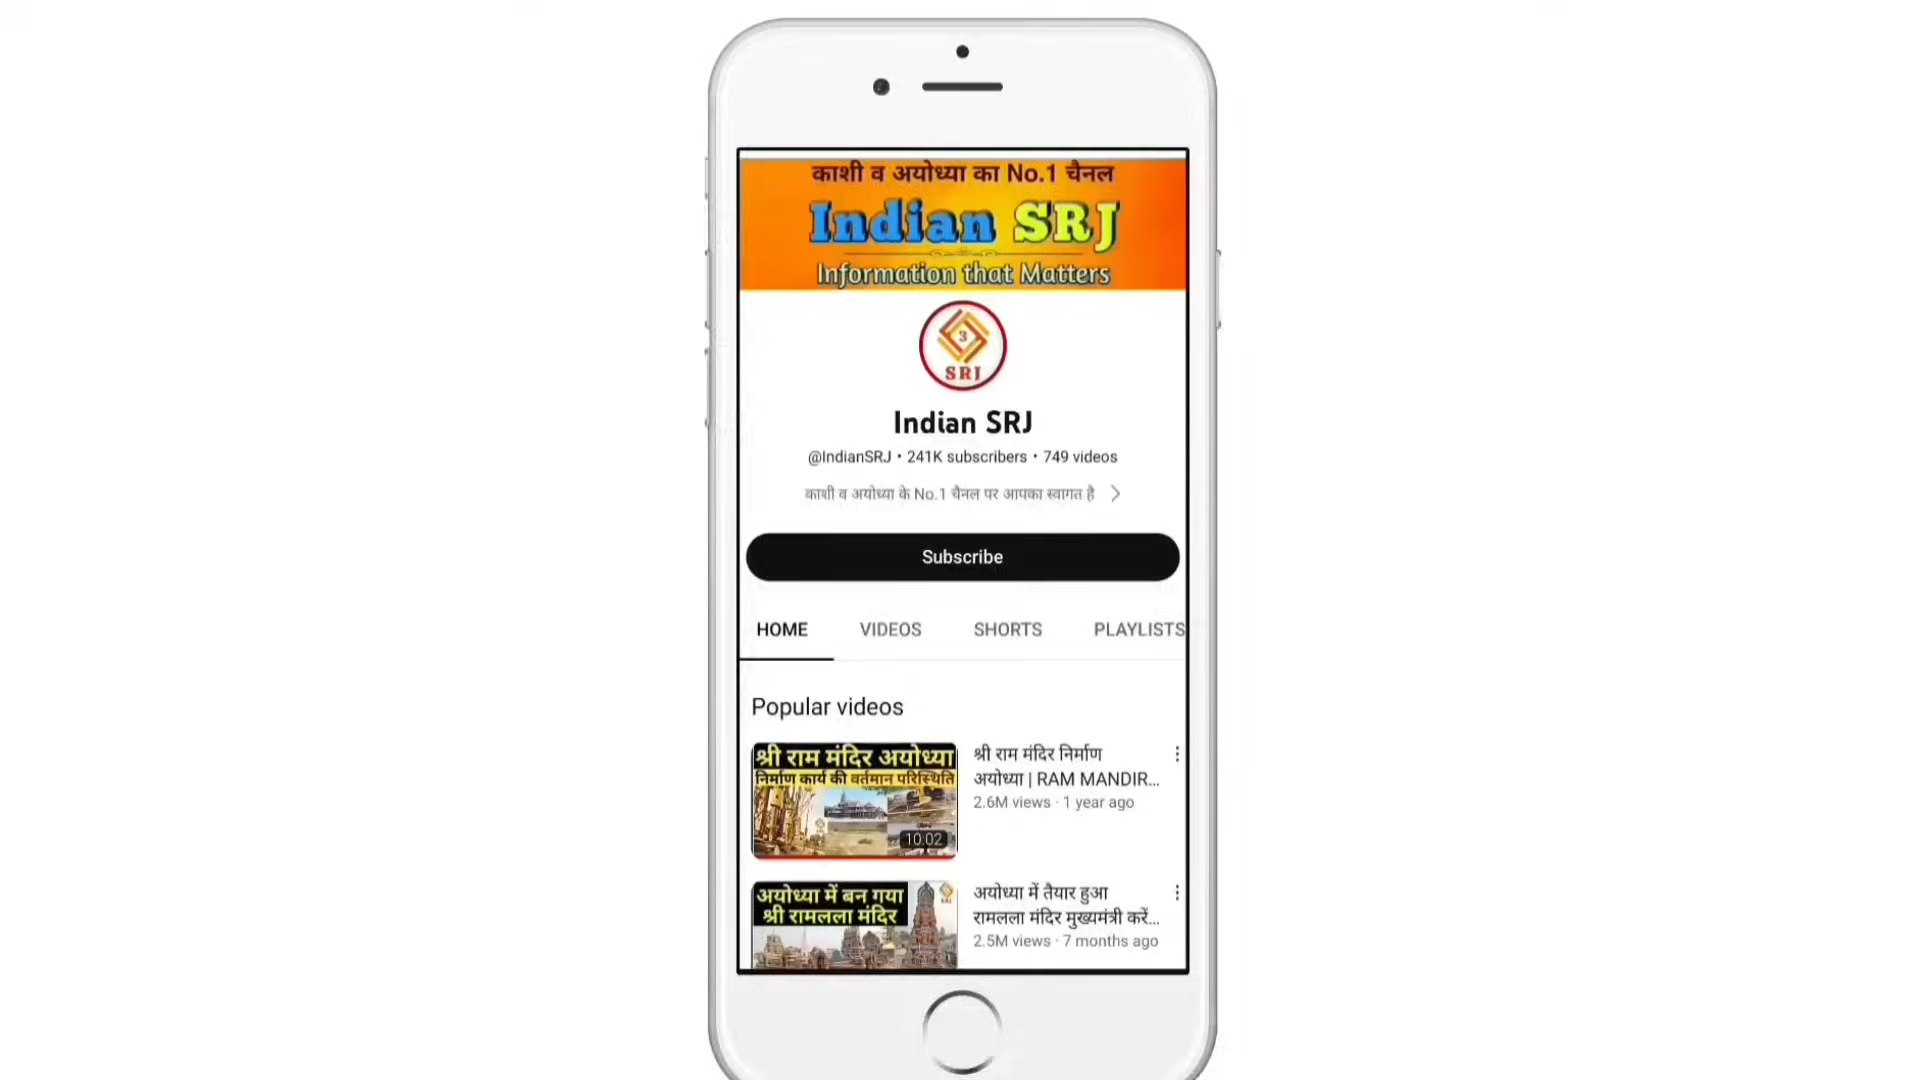 काशी व अयोध्या का No.1 चैनल
Indian SRJ
Information that Matters
3
SRJ
Indian SRJ
@IndianSRJ • 241K subscribers • 749 videos
काशी व अयोध्या के No.1 चैनल पर आपका स्वागत है
Subscribe
HOME VIDEOS SHORTS PLAYLISTS
Popular videos
श्री राम मंदिर अयोध्या
निर्माण कार्य की वर्तमान परिस्थिति
10:02
श्री राम मंदिर निर्माण
अयोध्या | RAM MANDIR...
2.6M views · 1 year ago
अयोध्या में बन गया
श्री रामलला मंदिर
अयोध्या में तैयार हुआ
रामलला मंदिर मुख्यमंत्री करें...
2.5M views · 7 months ago